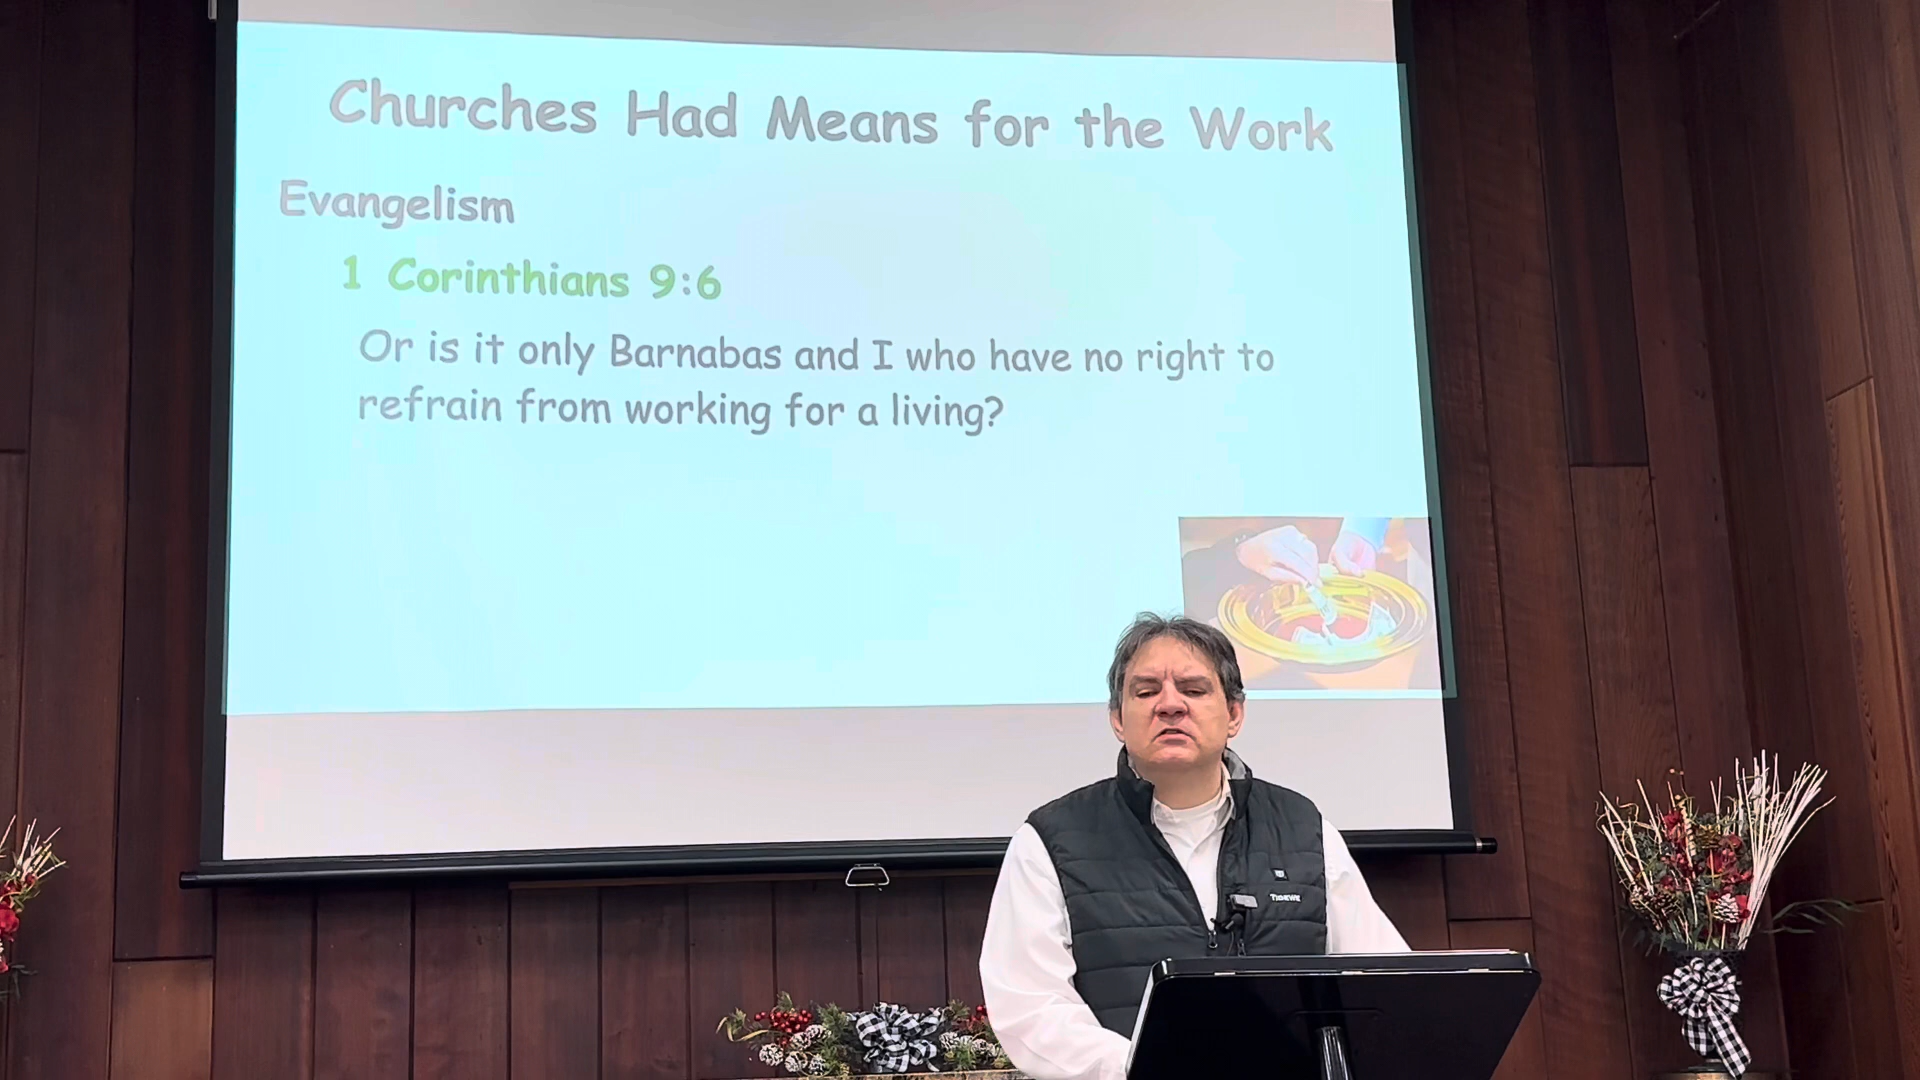 Churches Had Means for the Work
Evangelism
1 Corinthians 9:6
Or is it only Barnabas and I who have no right to
refrain from working for a living?